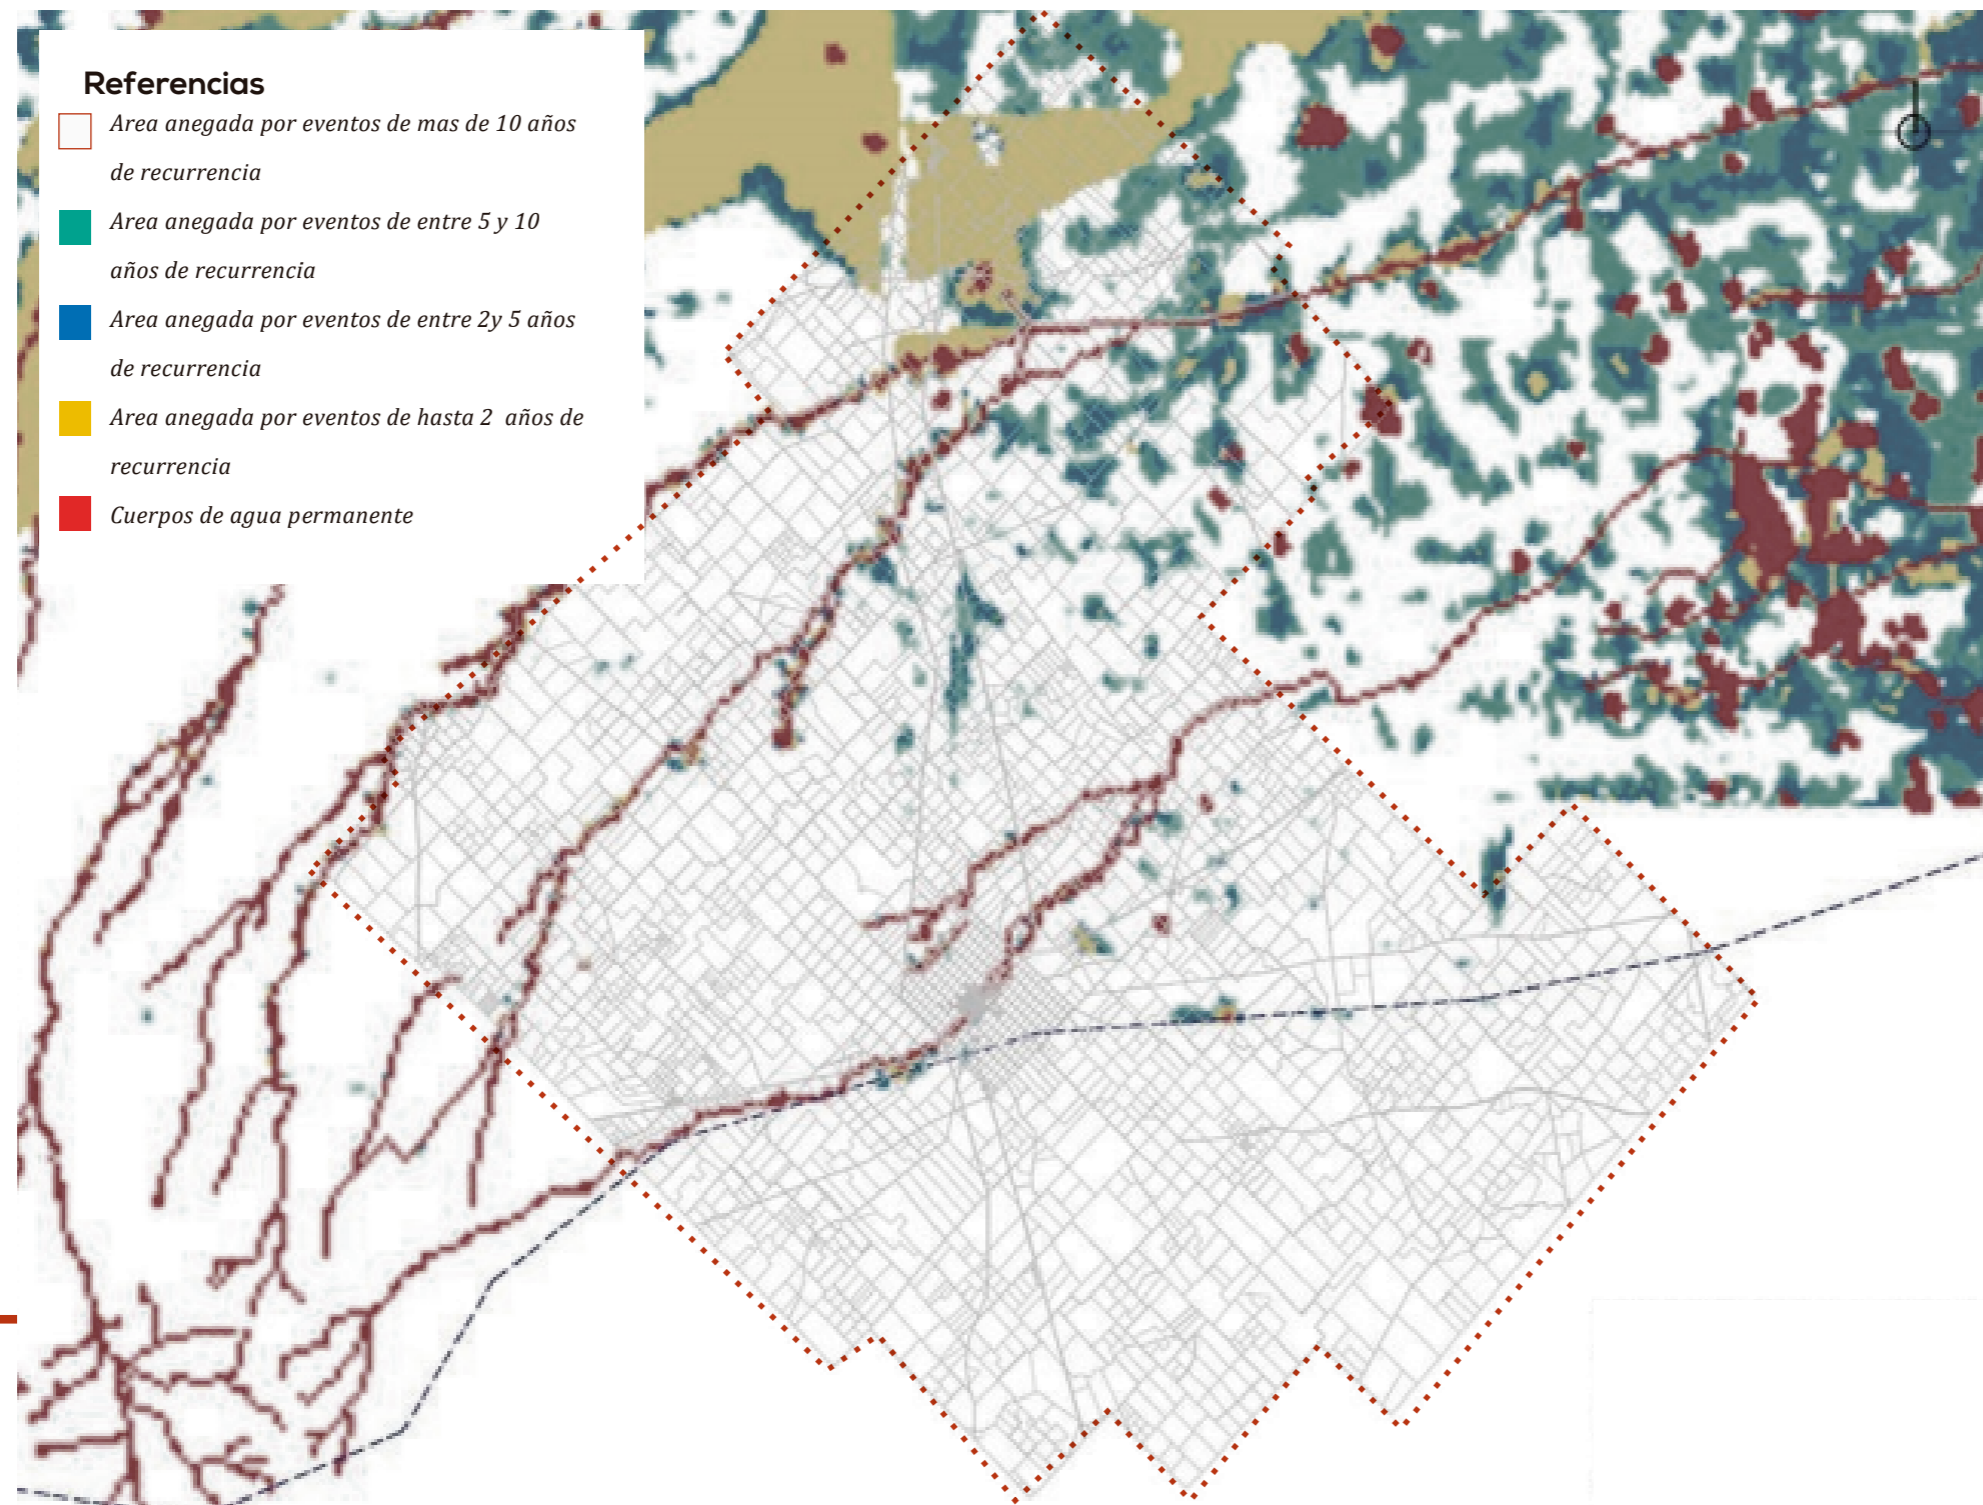 Referencias
Area anegada por eventos de mas de 10 años
de recurrencia
Area anegada por eventos de entre 5 y 10
años de recurrencia
Area anegada por eventos de entre 2y 5 años
de recurrencia
Area anegada por eventos de hasta 2 años de
recurrencia
Cuerpos de agua permanente